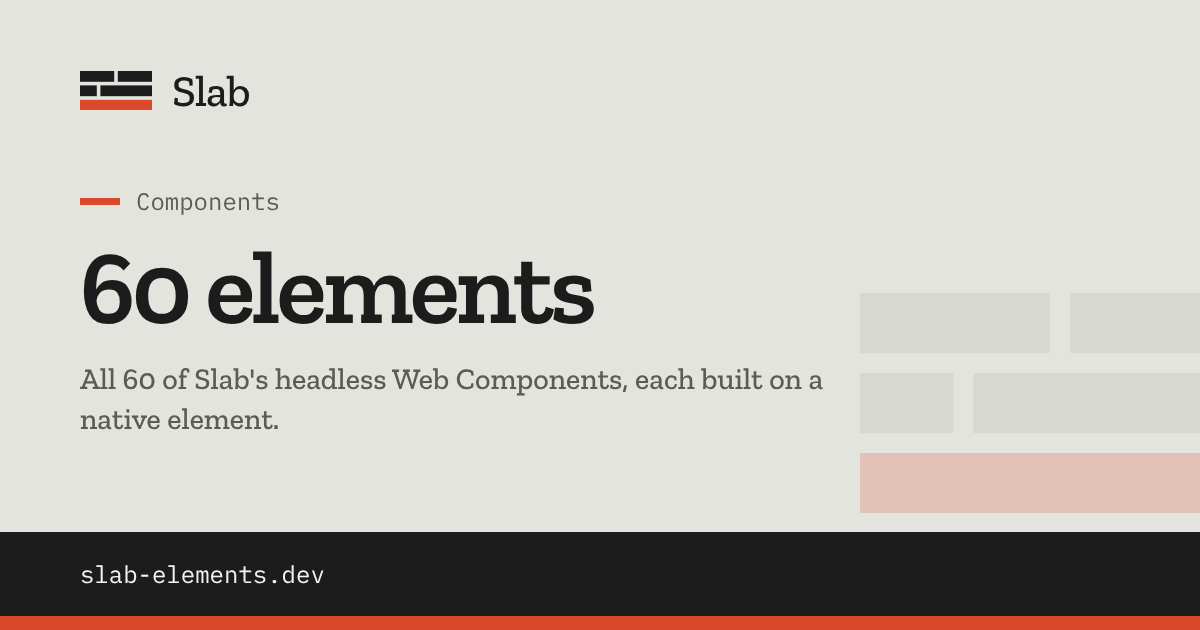 Slab
Components
60 elements
All 60 of Slab's headless Web Components, each built on a
native element.
slab-elements.dev